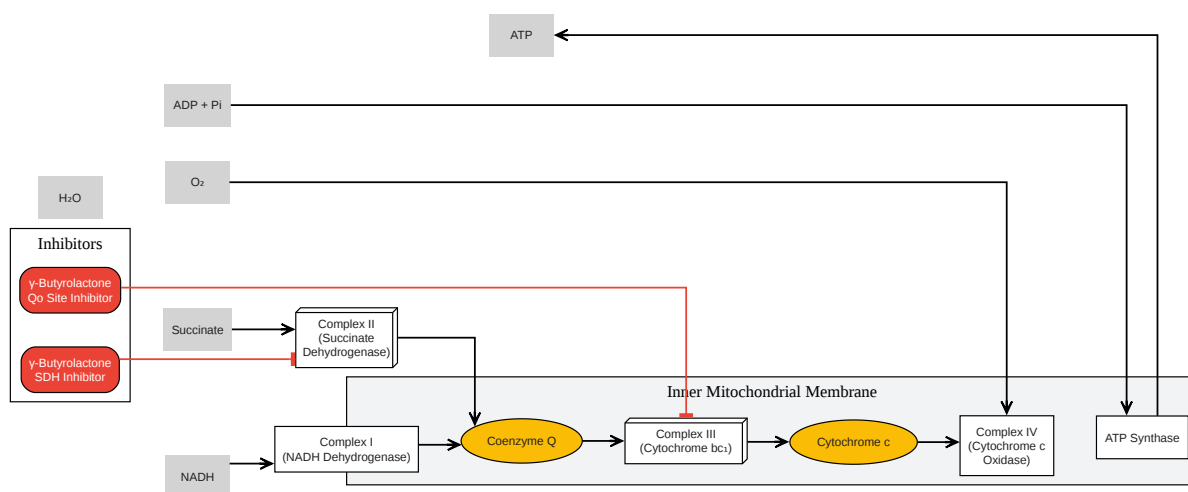 ATP
ADP + Pi
O₂
H₂O
Inhibitors
γ-Butyrolactone
Qo Site Inhibitor
Succinate
Complex II
(Succinate
Dehydrogenase)
γ-Butyrolactone
SDH Inhibitor
Inner Mitochondrial Membrane
Complex I
(NADH Dehydrogenase)
Coenzyme Q
Complex III
(Cytochrome bc₁)
Cytochrome c
Complex IV
(Cytochrome c
Oxidase)
ATP Synthase
NADH